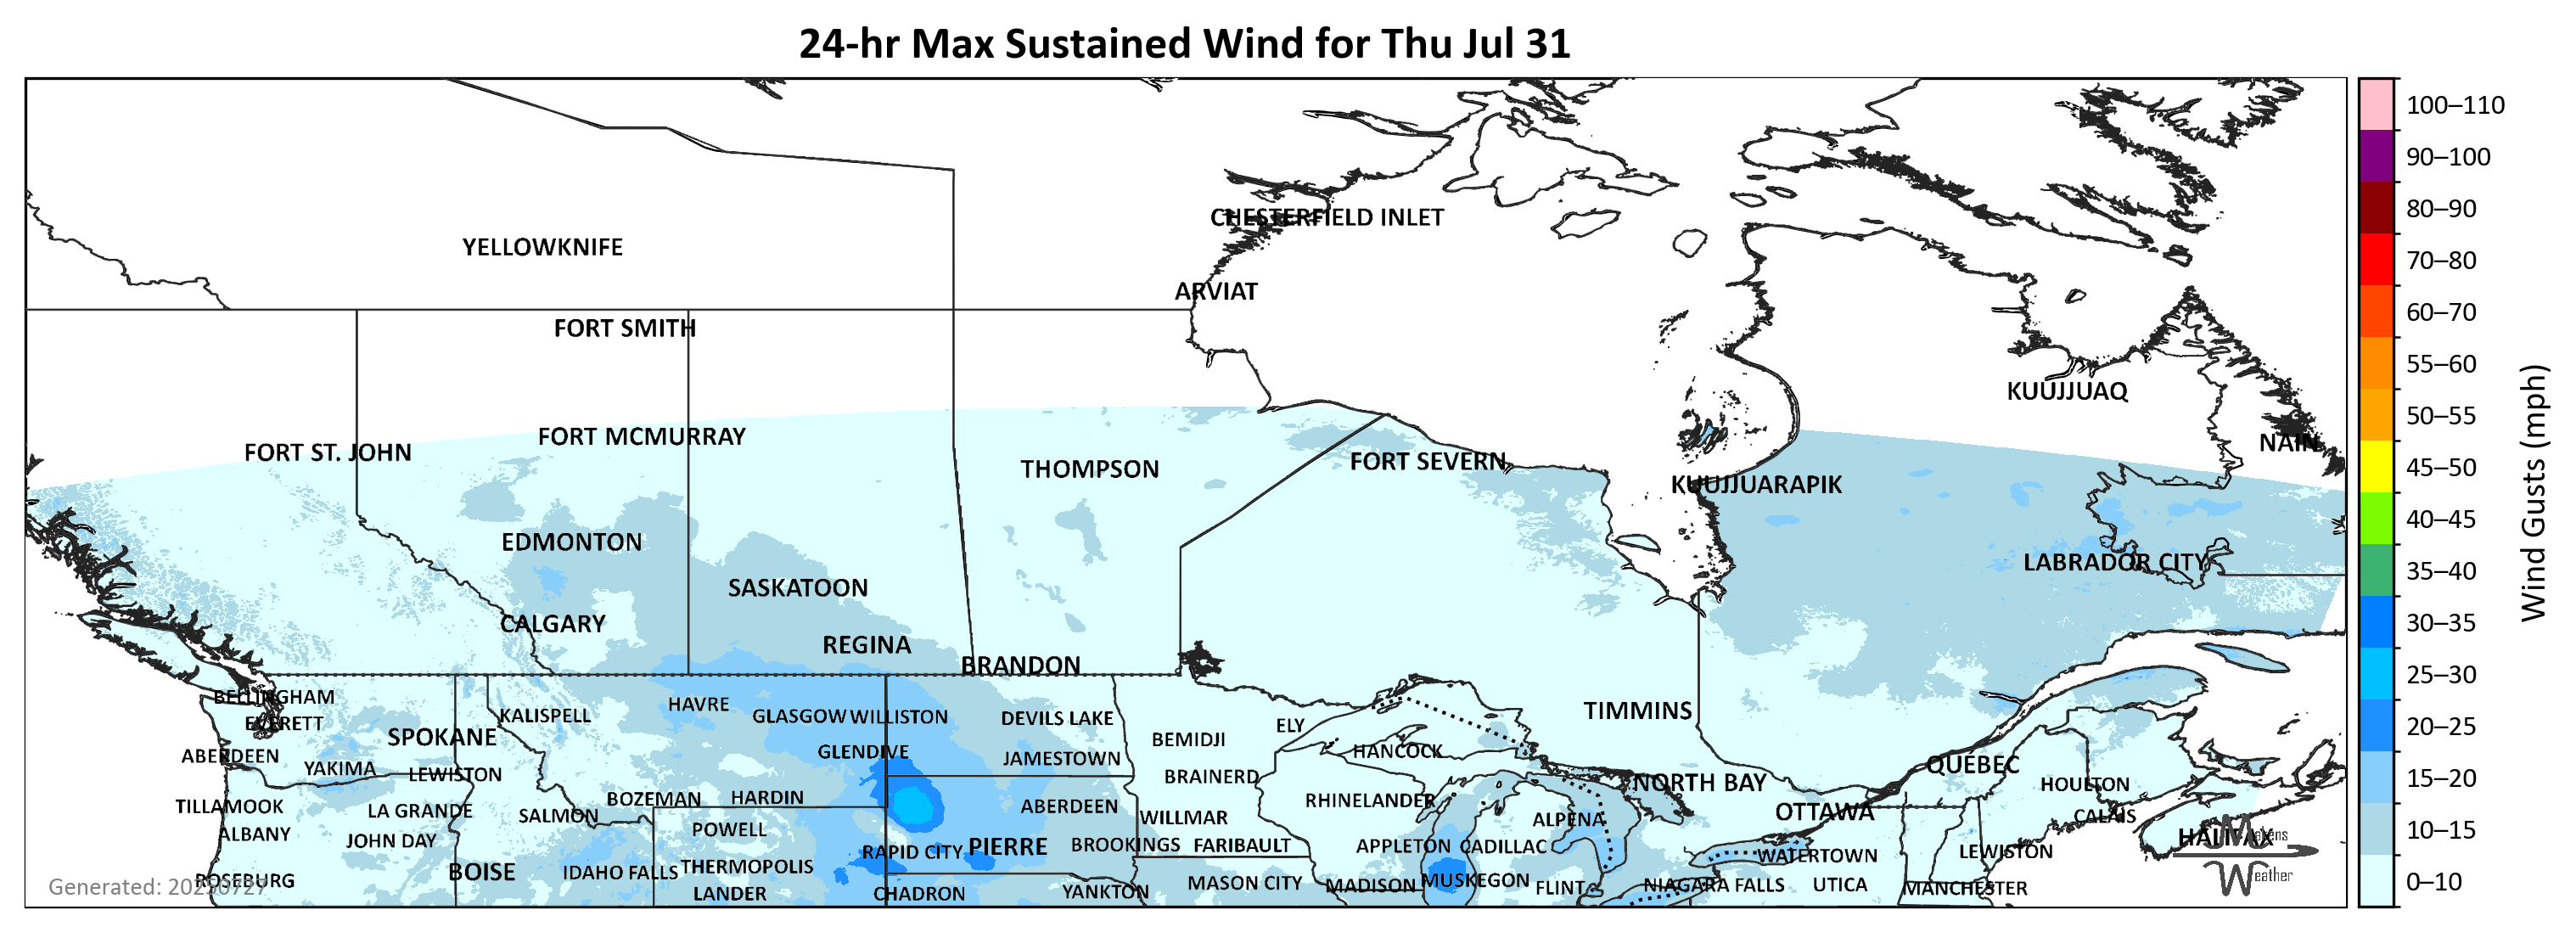 24-hr Max Sustained Wind for Thu Jul 31
CHESTERFIELD INLET
YELLOWKNIFE
ARVIAT
FORT SMITH
KUUJJUAQ
FORT MCMURRAY
NAIN
FORT ST. JOHN
FORT SEVERN
THOMPSON
KUUJJUARAPIK
EDMONTON
LABRADOR CITY
SASKATOON
CALGARY
REGINA
BRANDON
BELLINGHAM
HAVRE
TIMMINS
KALISPELL
GLASGOW WILLISTON
DEVILS LAKE
EVERETT
ELY
SPOKANE
BEMIDJI
GLENDIVE
HANCOCK
ABERDEEN
JAMESTOWN
QUÉBEC
YAKIMA
LEWISTON
BRAINERD
NORTH BAY
HOULTON
BOZEMAN
HARDIN
RHINELANDER
TILLAMOOK
LA GRANDE
ABERDEEN
SALMON
WILLMAR
ALPENA
OTTAWA
CALAIS
ALBANY
POWELL
HALIFAX
JOHN DAY
PIERRE
BROOKINGS
FARIBAULT
APPLETON
CADILLAC
RAPID CITY
LEWISTON
WATERTOWN
BOISE
IDAHO FALLS
THERMOPOLIS
ROSEBURG
MUSKEGON
MASON CITY
MADISON
NIAGARA FALLS
UTICA
FLINT
MANCHESTER
LANDER
CHADRON
YANKTON
Generated: 20250727
Makens
Weather
100–110
90–100
80–90
70–80
60–70
55–60
50–55
45–50
40–45
35–40
30–35
25–30
20–25
15–20
10–15
0–10
Wind Gusts (mph)